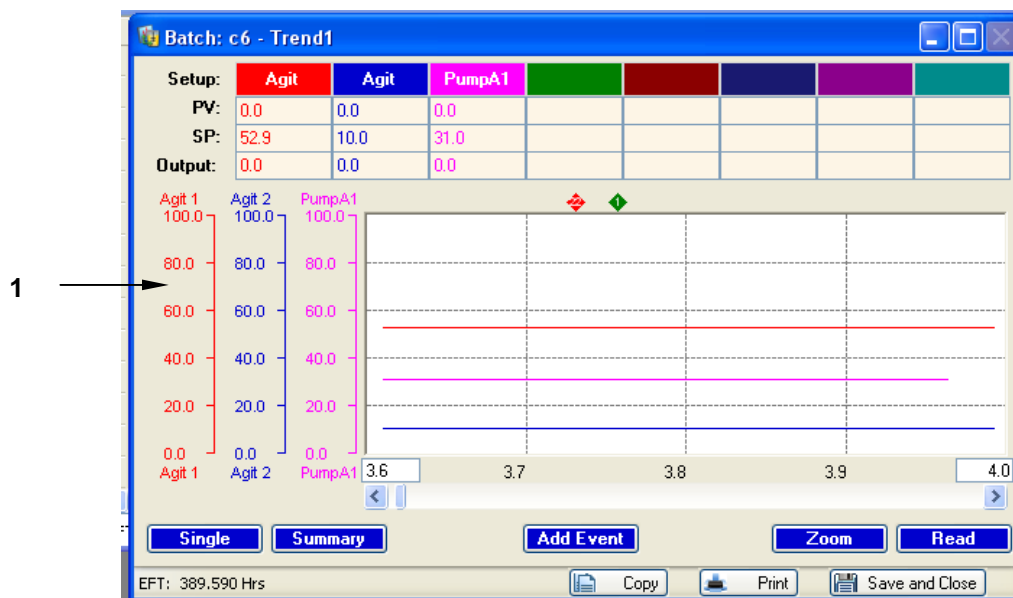 Batch: c6 - Trend1
Setup: Agit Agit PumpA1
PV: 0.0 0.0 0.0
SP: 52.9 10.0 31.0
Output: 0.0 0.0 0.0
Agit 1 Agit 2 PumpA1
22 1
100.0 100.0 100.0
80.0 80.0 80.0
1
60.0 60.0 60.0
40.0 40.0 40.0
20.0 20.0 20.0
0.0 0.0 0.0
Agit 1 Agit 2 PumpA1 3.6 3.7 3.8 3.9 4.0
Single Summary Add Event Zoom Read
EFT: 389.590 Hrs Copy Print Save and Close